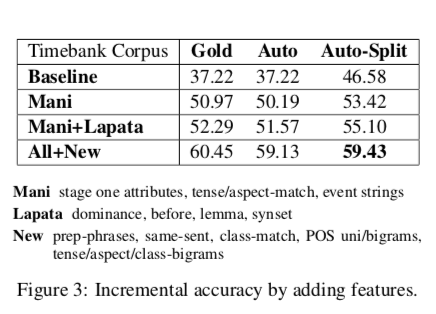 Timebank Corpus Gold Auto Auto-Split
Baseline 37.22 37.22 46.58
Mani 50.97 50.19 53.42
Mani+Lapata 52.29 51.57 55.10
All+New 60.45 59.13 59.43
Mani stage one attributes, tense/aspect-match, event strings
Lapata dominance, before, lemma, synset
New prep-phrases, same-sent, class-match, POS uni/bigrams,
tense/aspect/class-bigrams
Figure 3: Incremental accuracy by adding features.